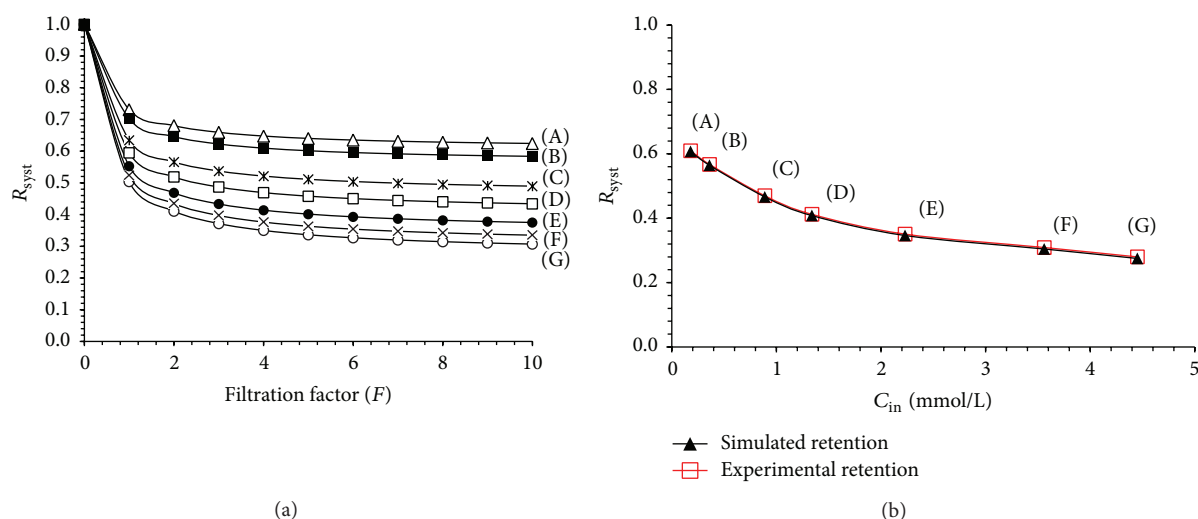 1.0
0.9
0.8
0.7
0.6
0.5
0.4
0.3
0.2
0.1
0.0
R_syst
0 2 4 6 8 10
Filtration factor (F)
(A)
(B)
(C)
(D)
(E)
(F)
(G)
(a)
1.0
0.8
0.6
0.4
0.2
0.0
R_syst
(A)
(B)
(C)
(D)
(E)
(F)
(G)
0 1 2 3 4 5
C_in (mmol/L)
Simulated retention
Experimental retention
(b)